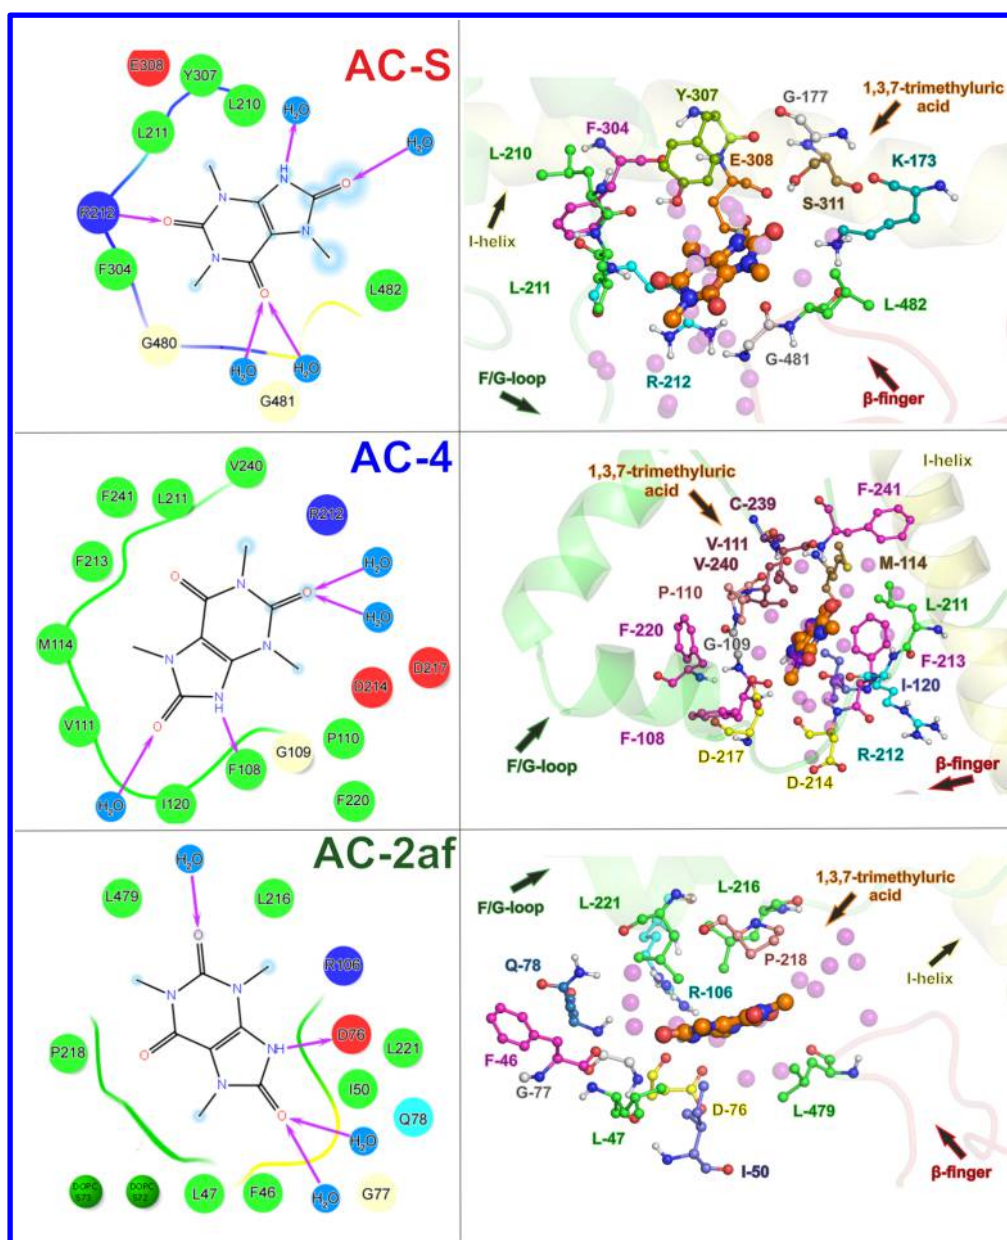 AC-S
E308
Y307
L210
L211
H₂O
H₂O
NH
O
R212
O
N
N
N
F304
O
L482
G480
H₂O
H₂O
G481
Y-307
G-177
1,3,7-trimethyluric
acid
F-304
L-210
E-308
K-173
S-311
I-helix
L-211
L-482
G-481
R-212
F/G-loop
β-finger
AC-4
V240
F241
L211
R212
F213
H₂O
O
N
O
H₂O
M114
N
N
D217
D214
O
NH
V111
P110
G109
F108
H₂O
I120
F220
1,3,7-trimethyluric
acid
I-helix
C-239
F-241
V-111
V-240
M-114
P-110
L-211
F-220
G-109
F-213
I-120
F-108
R-212
F/G-loop
D-217
D-214
β-finger
AC-2af
H₂O
L479
L216
O
R106
N
N
D76
NH
P218
O
L221
N
I50
O
Q78
H₂O
DOPC
573
DOPC
572
L47
F46
H₂O
G77
F/G-loop
L-221
L-216
1,3,7-trimethyluric
acid
P-218
Q-78
R-106
I-helix
F-46
G-77
D-76
L-479
L-47
I-50
β-finger